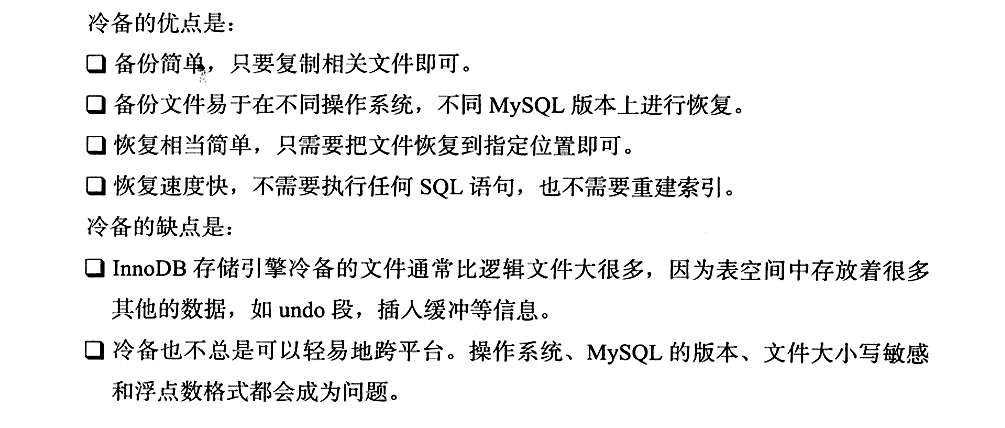 冷备的优点是：
❑ 备份简单，只要复制相关文件即可。
❑ 备份文件易于在不同操作系统，不同 MySQL 版本上进行恢复。
❑ 恢复相当简单，只需要把文件恢复到指定位置即可。
❑ 恢复速度快，不需要执行任何 SQL 语句，也不需要重建索引。
冷备的缺点是：
❑ InnoDB 存储引擎冷备的文件通常比逻辑文件大很多，因为表空间中存放着很多
其他的数据，如 undo 段，插入缓冲等信息。
❑ 冷备也不总是可以轻易地跨平台。操作系统、MySQL 的版本、文件大小写敏感
和浮点数格式都会成为问题。